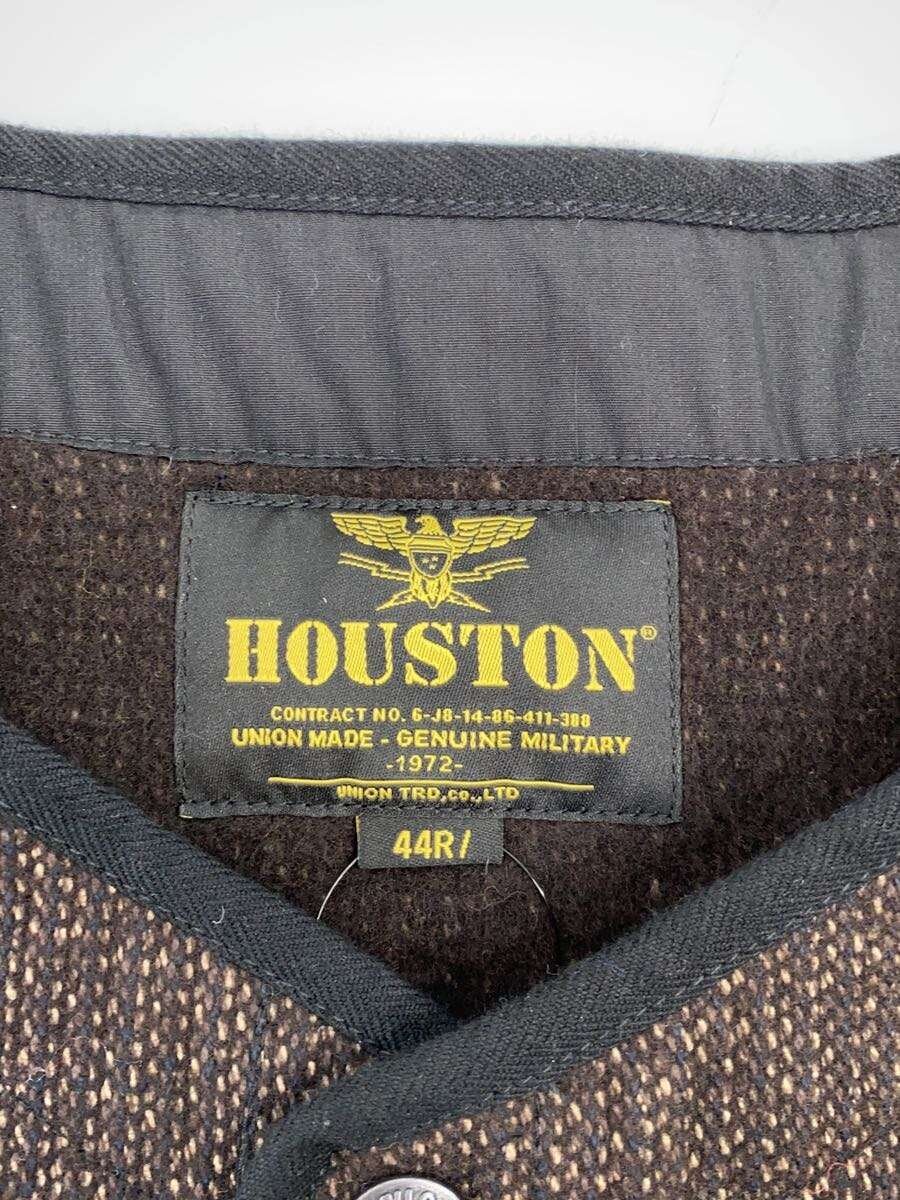 HOUSTON®
CONTRACT NO. 6-J8-14-86-411-388
UNION MADE - GENUINE MILITARY
-1972-
UNION TRD.CO.,LTD
44R/